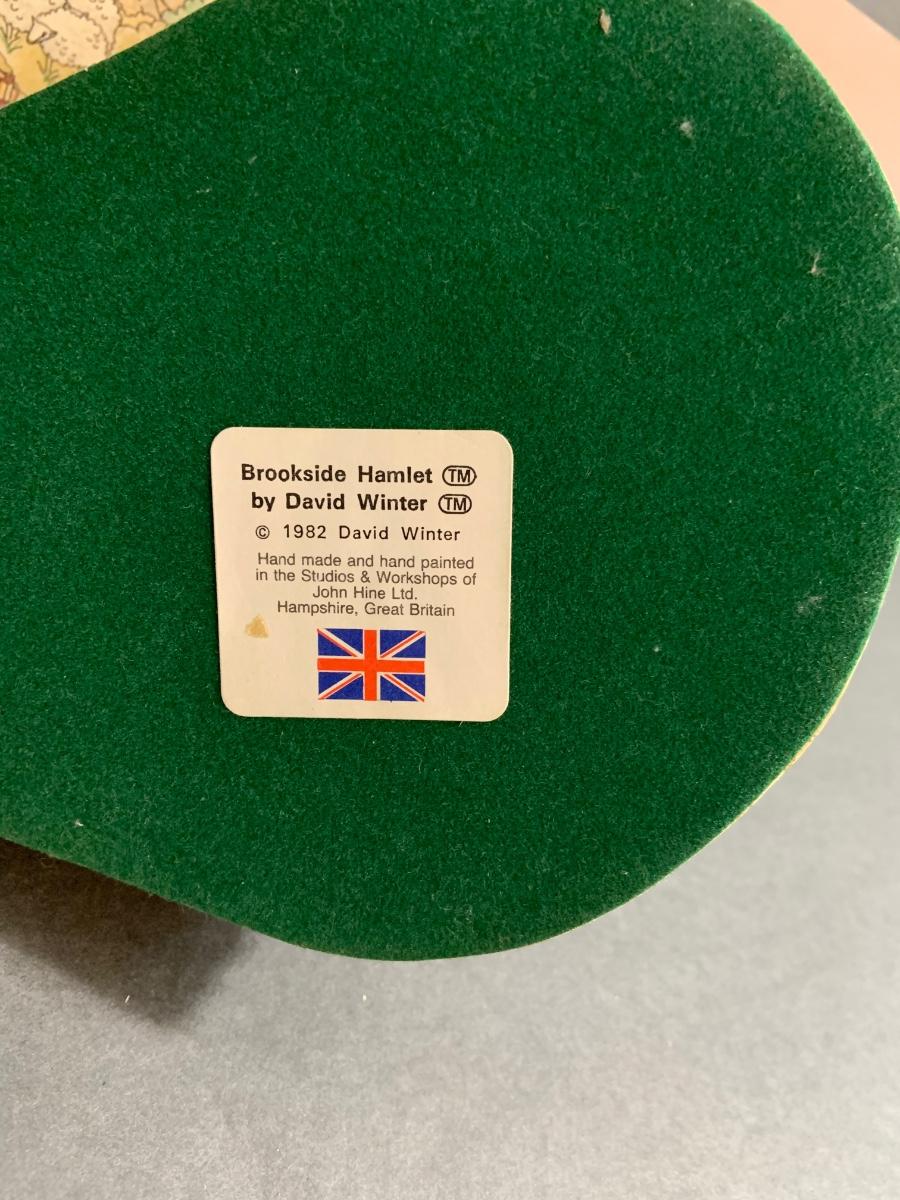 Brookside Hamlet TM
by David Winter TM
© 1982 David Winter
Hand made and hand painted
in the Studios & Workshops of
John Hine Ltd.
Hampshire, Great Britain